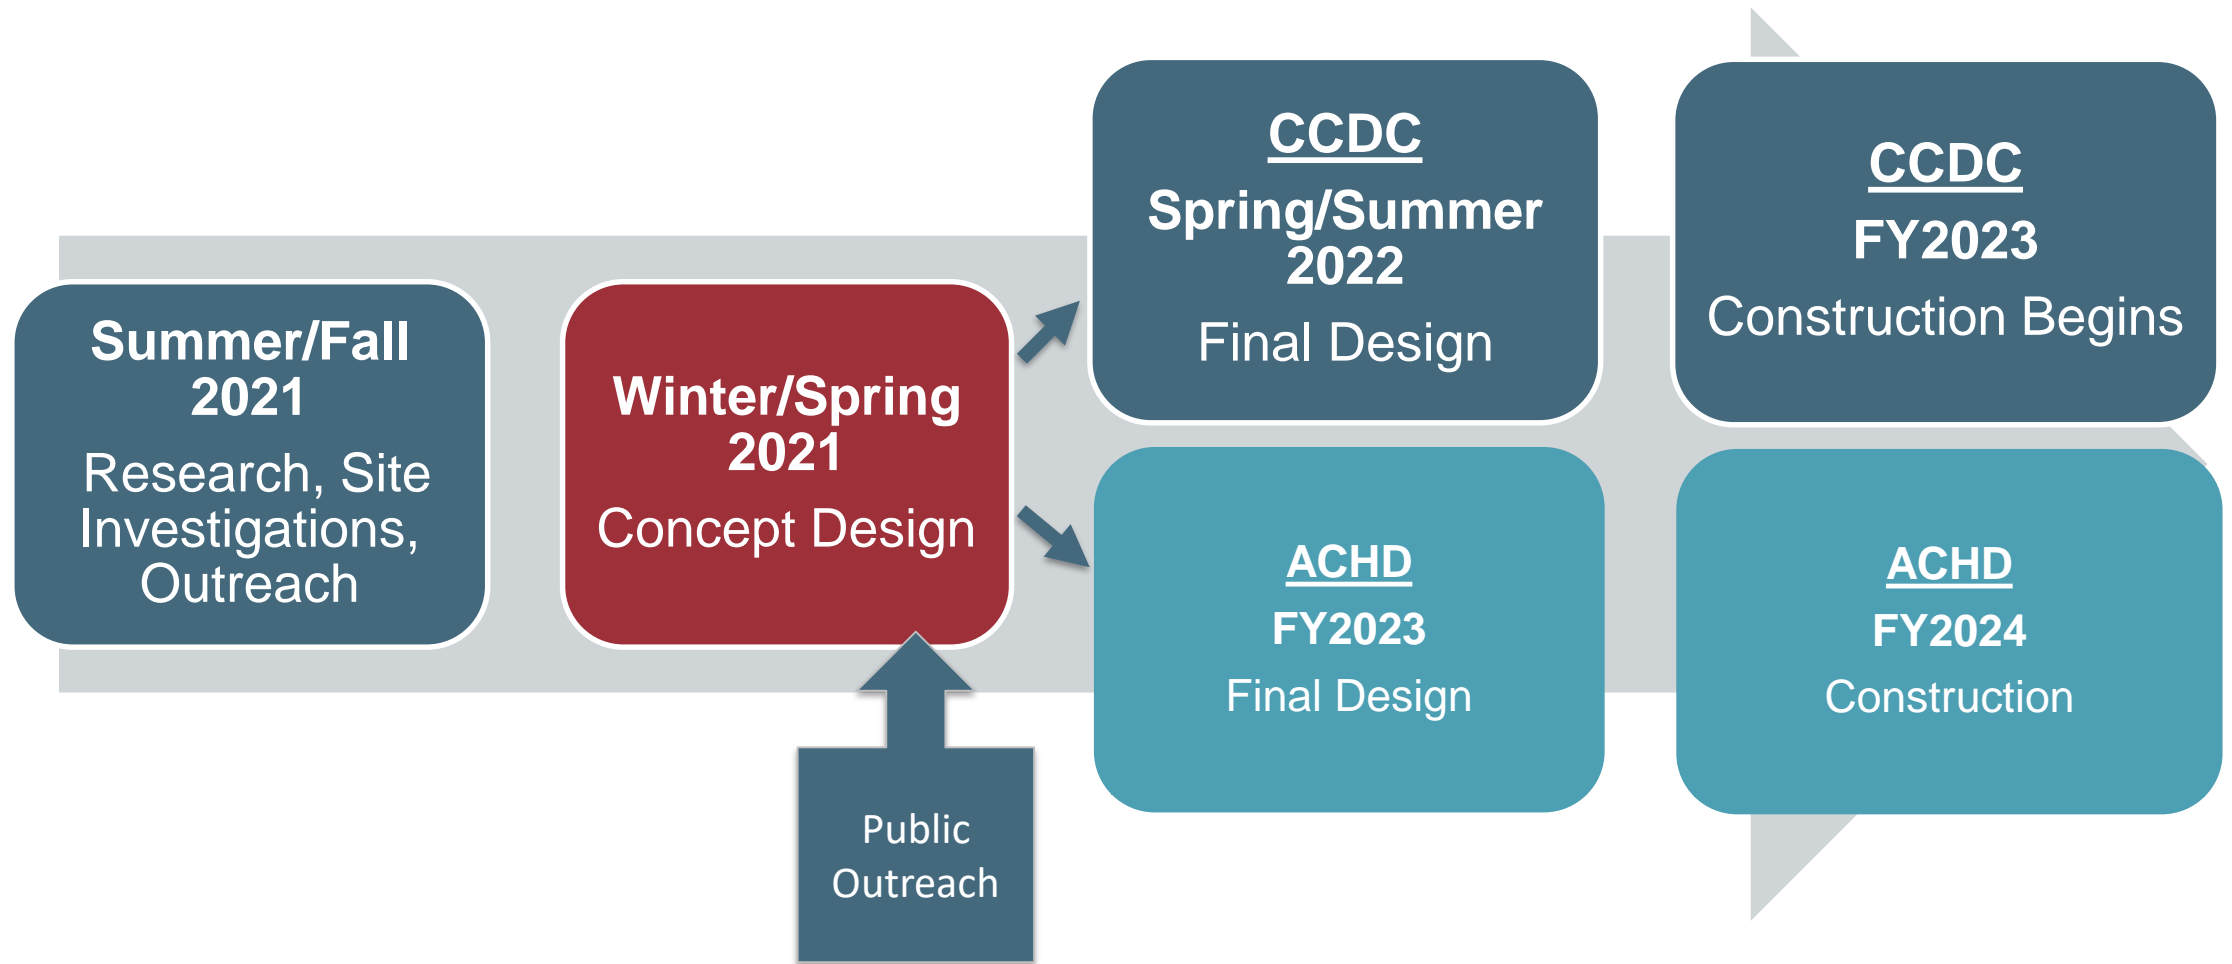 Summer/Fall
2021
Research, Site
Investigations,
Outreach
Winter/Spring
2021
Concept Design
Public
Outreach
CCDC
Spring/Summer
2022
Final Design
ACHD
FY2023
Final Design
CCDC
FY2023
Construction Begins
ACHD
FY2024
Construction